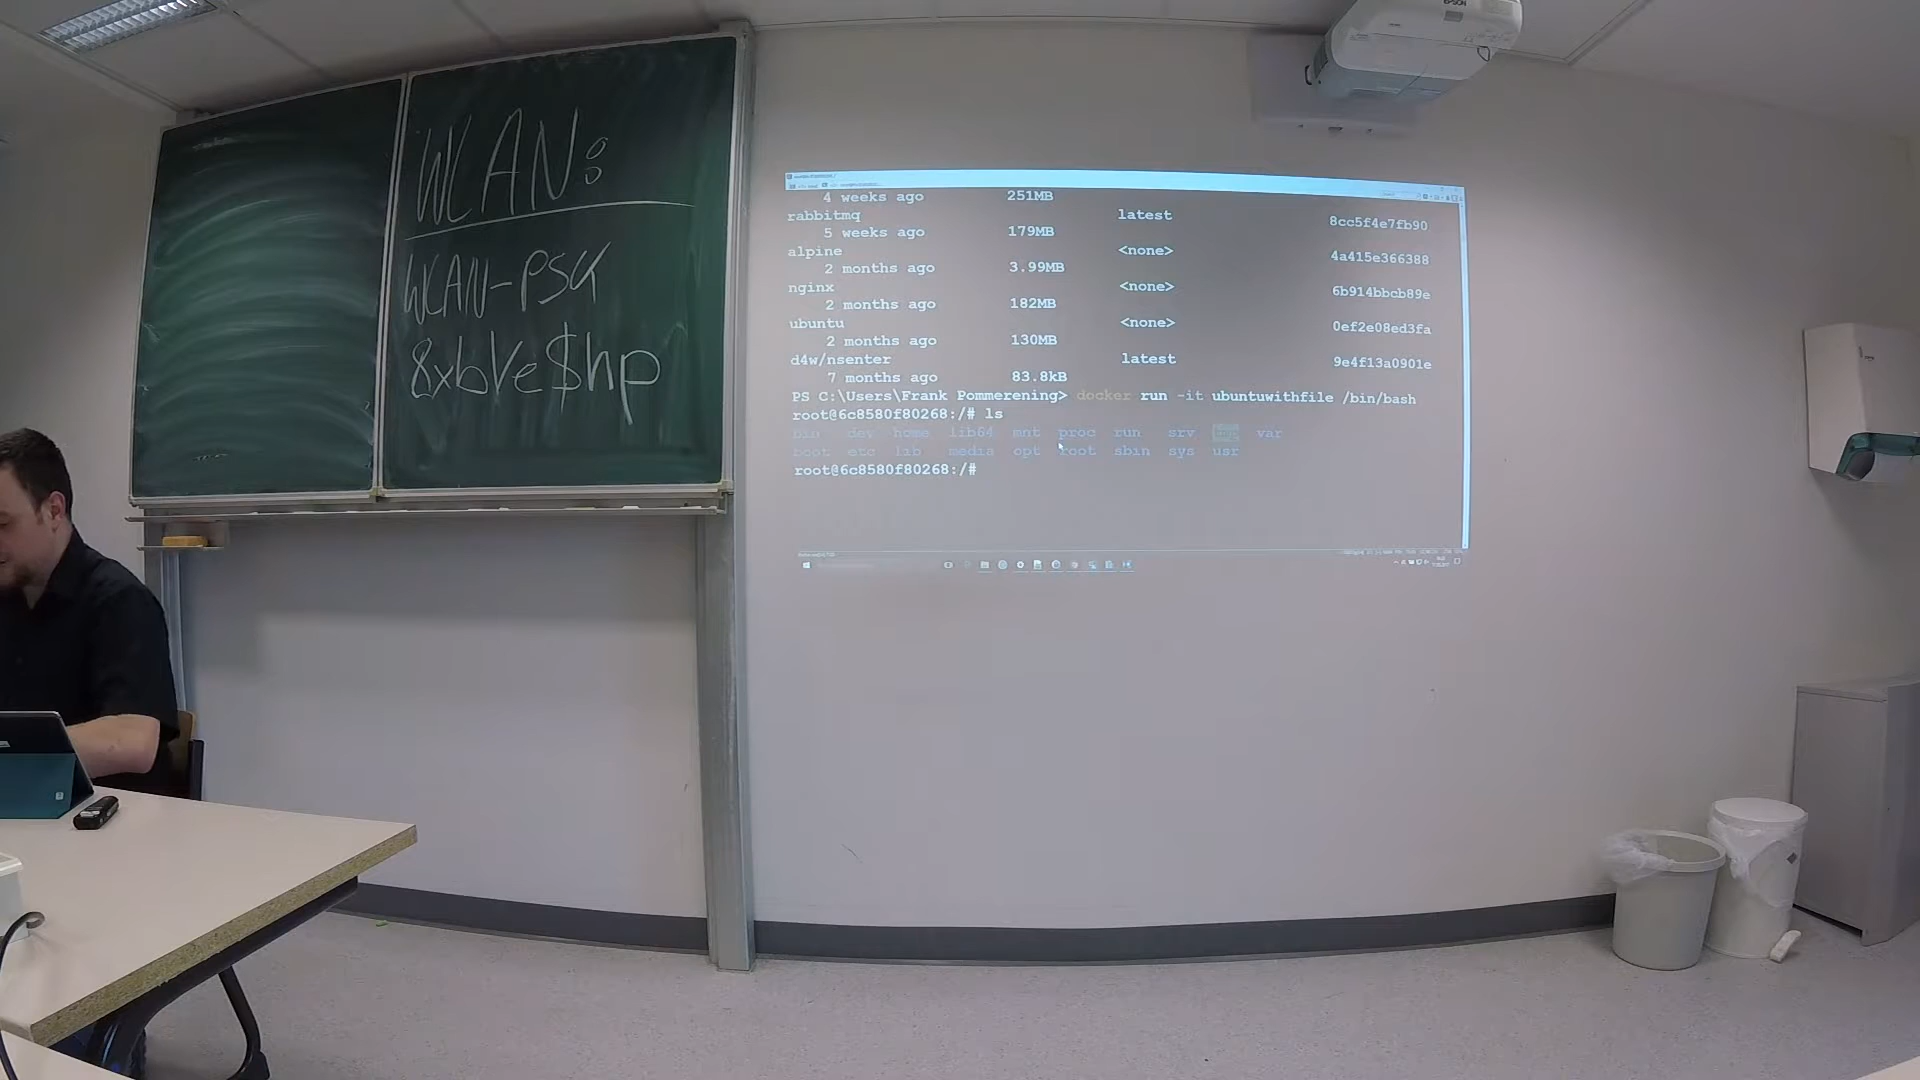 WLAN:
WLAN-PSK
8xbVe$hp
EPSON
4 weeks ago 251MB
rabbitmq latest 8cc5f4e7fb90
5 weeks ago 179MB
alpine <none> 4a415e366388
2 months ago 3.99MB
nginx <none> 6b914bbcb89e
2 months ago 182MB
ubuntu <none> 0ef2e08ed3fa
2 months ago 130MB
d4w/nsenter latest 9e4f13a0901e
7 months ago 83.8kB
PS C:\Users\Frank Pommerening> docker run -it ubuntuwithfile /bin/bash
root@6c8580f80268:/# ls
bin dev home lib64 mnt proc run srv tmp var
boot etc lib media opt root sbin sys usr
root@6c8580f80268:/#